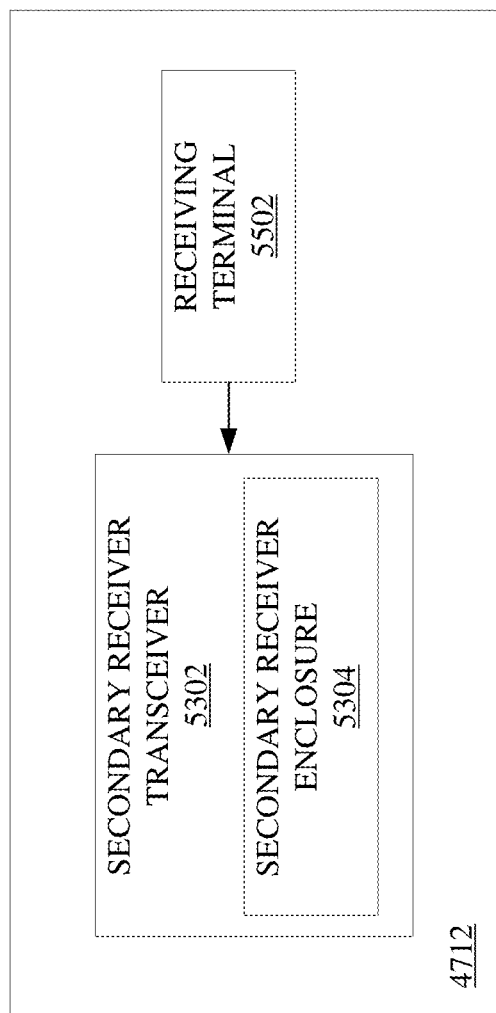 SECONDARY RECEIVER
TRANSCEIVER
5302
SECONDARY RECEIVER
ENCLOSURE
5304
RECEIVING
TERMINAL
5502
4712